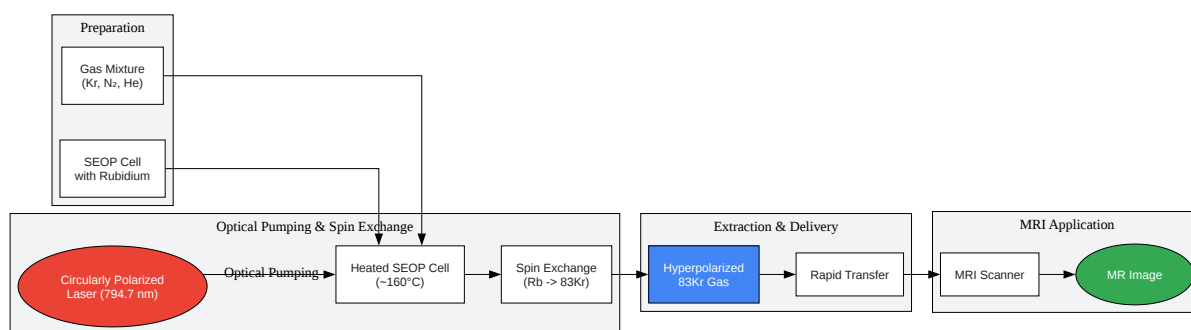 Preparation
Gas Mixture
(Kr, N₂, He)
SEOP Cell
with Rubidium
Optical Pumping & Spin Exchange
Circularly Polarized
Laser (794.7 nm)
Optical Pumping
Heated SEOP Cell
(~160°C)
Spin Exchange
(Rb -> 83Kr)
Extraction & Delivery
Hyperpolarized
83Kr Gas
Rapid Transfer
MRI Application
MRI Scanner
MR Image